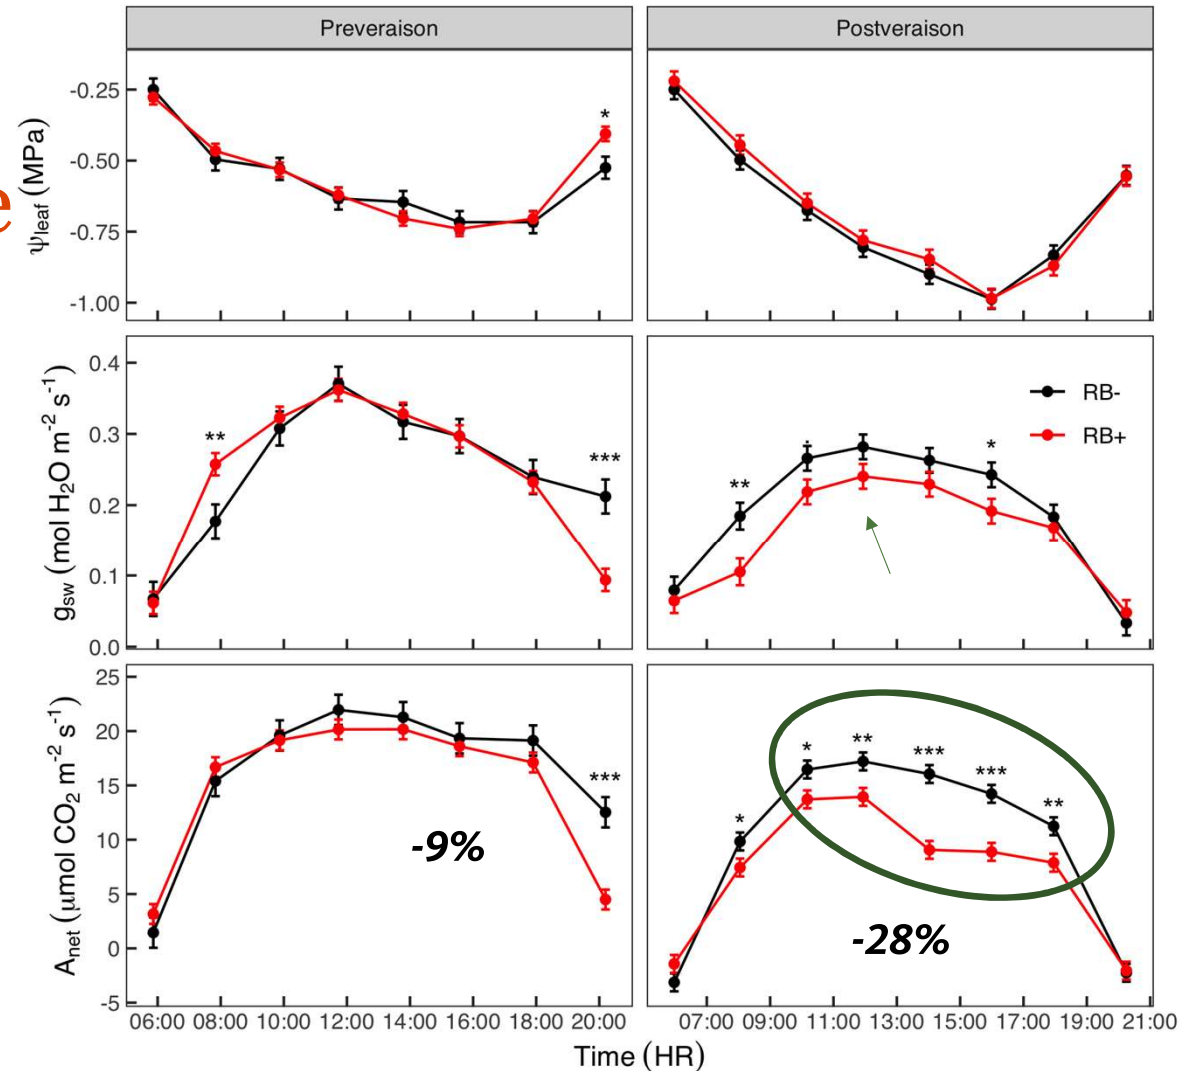 Preveraison
Postveraison
e
ψleaf (MPa)
-0.25
-0.50
-0.75
-1.00
*
gsw (mol H2O m-2 s-1)
0.4
0.3
0.2
0.1
0.0
**
***
**
.
*
RB-
RB+
Anet (μmol CO2 m-2 s-1)
25
20
15
10
5
0
-5
***
-9%
*
*
**
***
***
**
-28%
06:00 08:00 10:00 12:00 14:00 16:00 18:00 20:00
07:00 09:00 11:00 13:00 15:00 17:00 19:00 21:00
Time (HR)